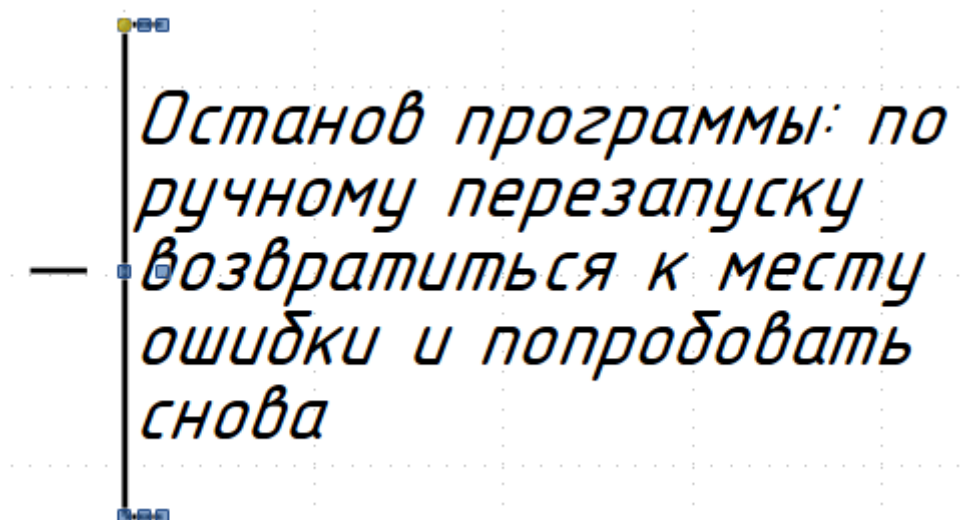 Останов программы: по
ручному перезапуску
возвратиться к месту
ошибки и попробовать
снова